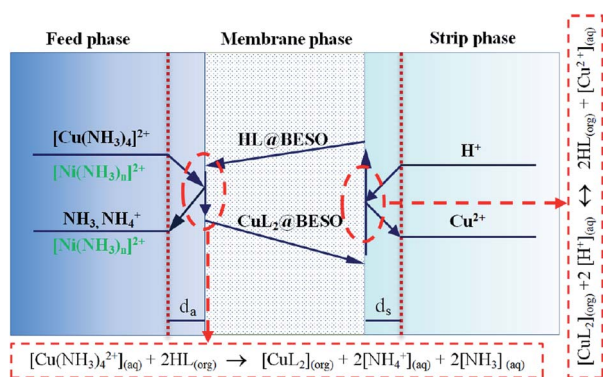 Feed phase
Membrane phase
Strip phase
[Cu(NH₃)₄]²⁺
[Ni(NH₃)ₙ]²⁺
HL@BESO
H⁺
NH₃, NH₄⁺
[Ni(NH₃)ₙ]²⁺
CuL₂@BESO
Cu²⁺
dₐ
dₛ
[Cu(NH₃)₄²⁺]₍ₐq₎ + 2HL₍org₎ → [CuL₂]₍org₎ + 2[NH₄⁺]₍aq₎ + 2[NH₃] ₍aq₎
[CuL₂]₍org₎ +2 [H⁺]₍aq₎ ↔ 2HL₍org₎ + [Cu²⁺]₍aq₎